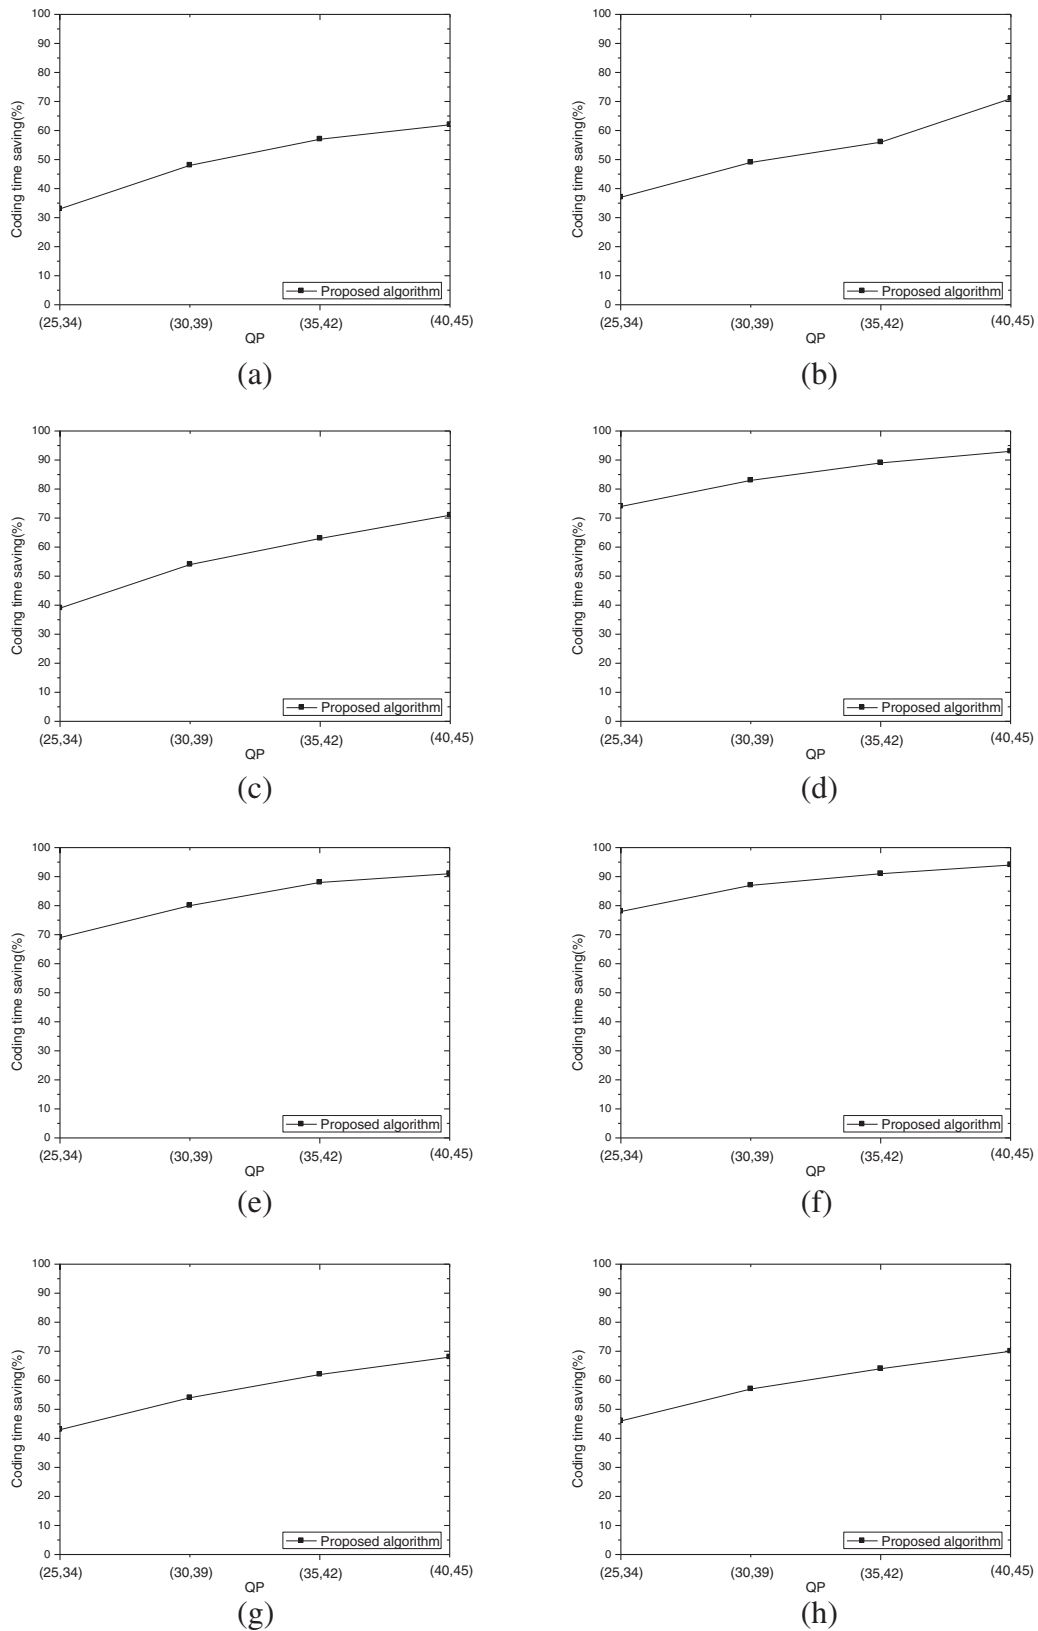 100
90
80
70
60
50
40
30
20
10
0
Coding time saving(%)
Proposed algorithm
(25,34) (30,39) (35,42) (40,45)
QP
(a)
100
90
80
70
60
50
40
30
20
10
0
Coding time saving(%)
Proposed algorithm
(25,34) (30,39) (35,42) (40,45)
QP
(b)
100
90
80
70
60
50
40
30
20
10
0
Coding time saving(%)
Proposed algorithm
(25,34) (30,39) (35,42) (40,45)
QP
(c)
100
90
80
70
60
50
40
30
20
10
0
Coding time saving(%)
Proposed algorithm
(25,34) (30,39) (35,42) (40,45)
QP
(d)
100
90
80
70
60
50
40
30
20
10
0
Coding time saving(%)
Proposed algorithm
(25,34) (30,39) (35,42) (40,45)
QP
(e)
100
90
80
70
60
50
40
30
20
10
0
Coding time saving(%)
Proposed algorithm
(25,34) (30,39) (35,42) (40,45)
QP
(f)
100
90
80
70
60
50
40
30
20
10
0
Coding time saving(%)
Proposed algorithm
(25,34) (30,39) (35,42) (40,45)
QP
(g)
100
90
80
70
60
50
40
30
20
10
0
Coding time saving(%)
Proposed algorithm
(25,34) (30,39) (35,42) (40,45)
QP
(h)